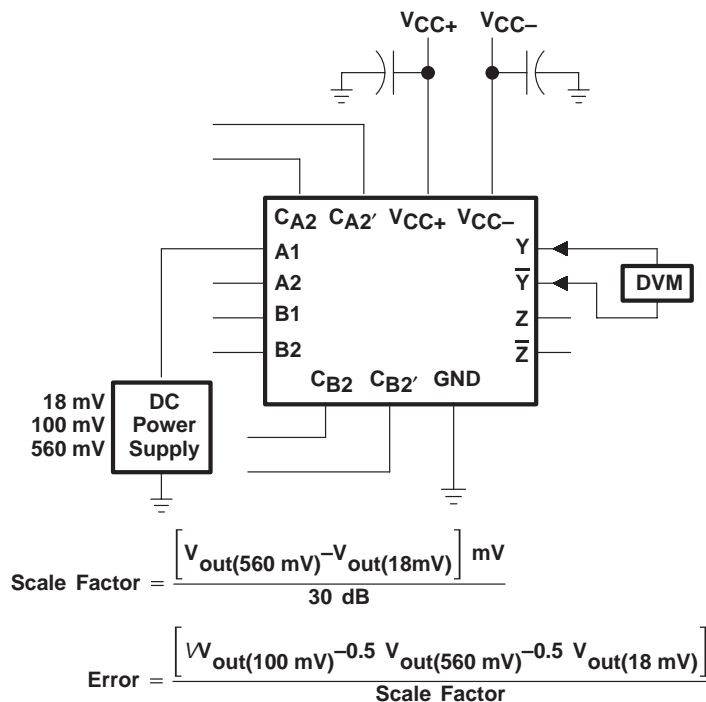 VCC+ VCC–
CA2 CA2′ VCC+ VCC–
A1 Y
A2 Y̅ DVM
B1 Z
B2 Z̅
CB2 CB2′ GND
18 mV DC
100 mV Power
560 mV Supply
Scale Factor = [Vout(560 mV)–Vout(18mV)] mV / 30 dB
Error = [VVout(100 mV)–0.5 Vout(560 mV)–0.5 Vout(18 mV)] / Scale Factor